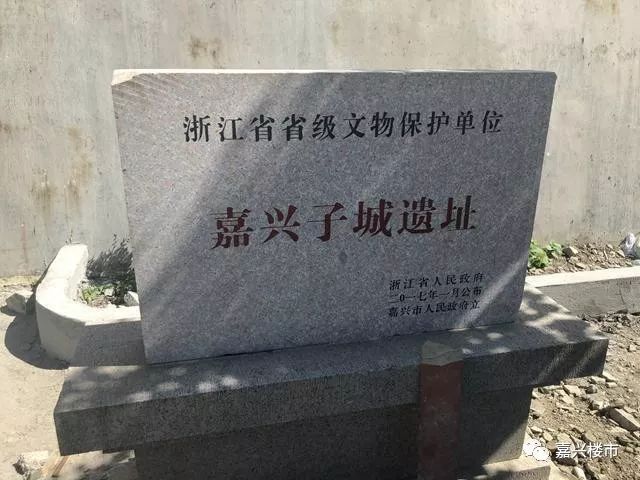 浙江省省级文物保护单位
嘉兴子城遗址
浙江省人民政府
二〇一七年一月公布
嘉兴市人民政府立
嘉兴楼市